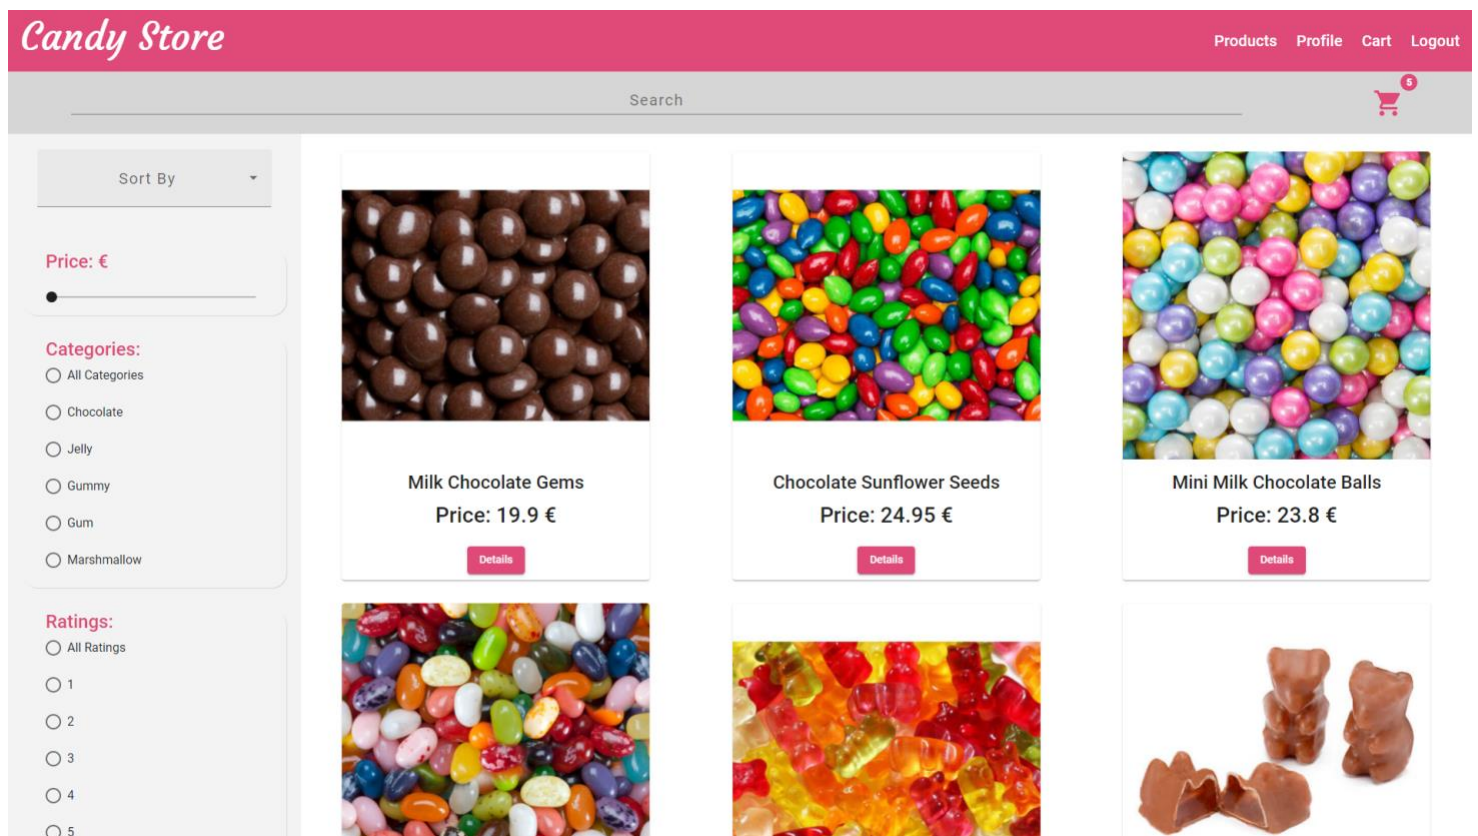 Candy Store
Products Profile Cart Logout
Search
5
Sort By
Price: €
Categories:
All Categories
Chocolate
Jelly
Gummy
Gum
Marshmallow
Ratings:
All Ratings
1
2
3
4
5
Milk Chocolate Gems
Price: 19.9 €
Details
Chocolate Sunflower Seeds
Price: 24.95 €
Details
Mini Milk Chocolate Balls
Price: 23.8 €
Details